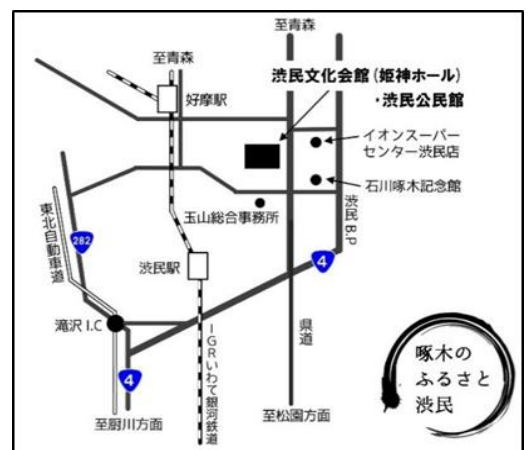 至青森
至青森
渋民文化会館(姫神ホール)
・渋民公民館
好摩駅
イオンスーパー
センター渋民店
石川啄木記念館
玉山総合事務所
渋民B.P
東北自動車道
282
渋民駅
4
滝沢I.C
IGRいわて銀河鉄道
県道
4
至厨川方面
至松園方面
啄木の
ふるさと
渋民